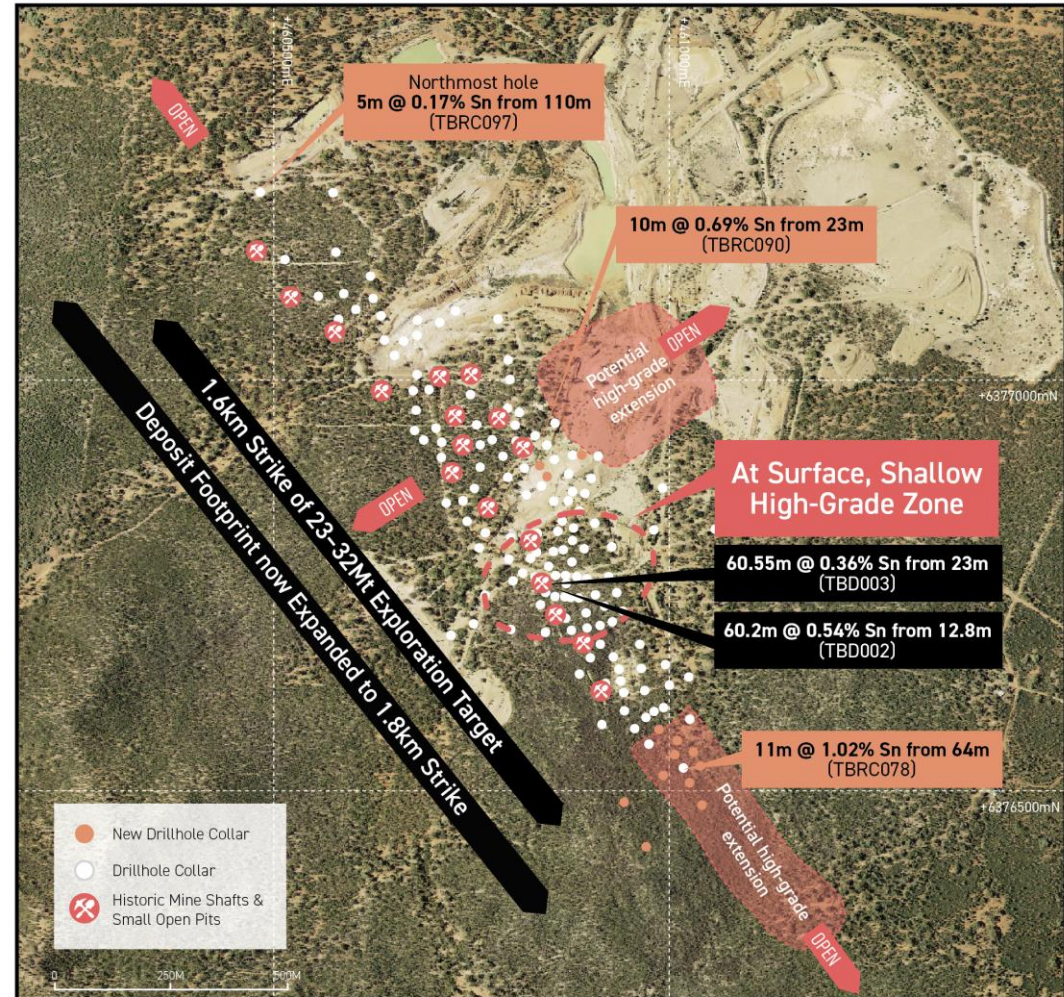 +660500mE
+661000mE
OPEN
Northmost hole
5m @ 0.17% Sn from 110m
(TBRC097)
10m @ 0.69% Sn from 23m
(TBRC090)
OPEN
Potential
high-grade
extension
+6377000mN
1.6km Strike of 23–32Mt Exploration Target
Deposit Footprint now Expanded to 1.8km Strike
OPEN
At Surface, Shallow
High-Grade Zone
60.55m @ 0.36% Sn from 23m
(TBD003)
60.2m @ 0.54% Sn from 12.8m
(TBD002)
11m @ 1.02% Sn from 64m
(TBRC078)
+6376500mN
Potential high-grade
extension
OPEN
New Drillhole Collar
Drillhole Collar
Historic Mine Shafts &
Small Open Pits
0 250M 500M